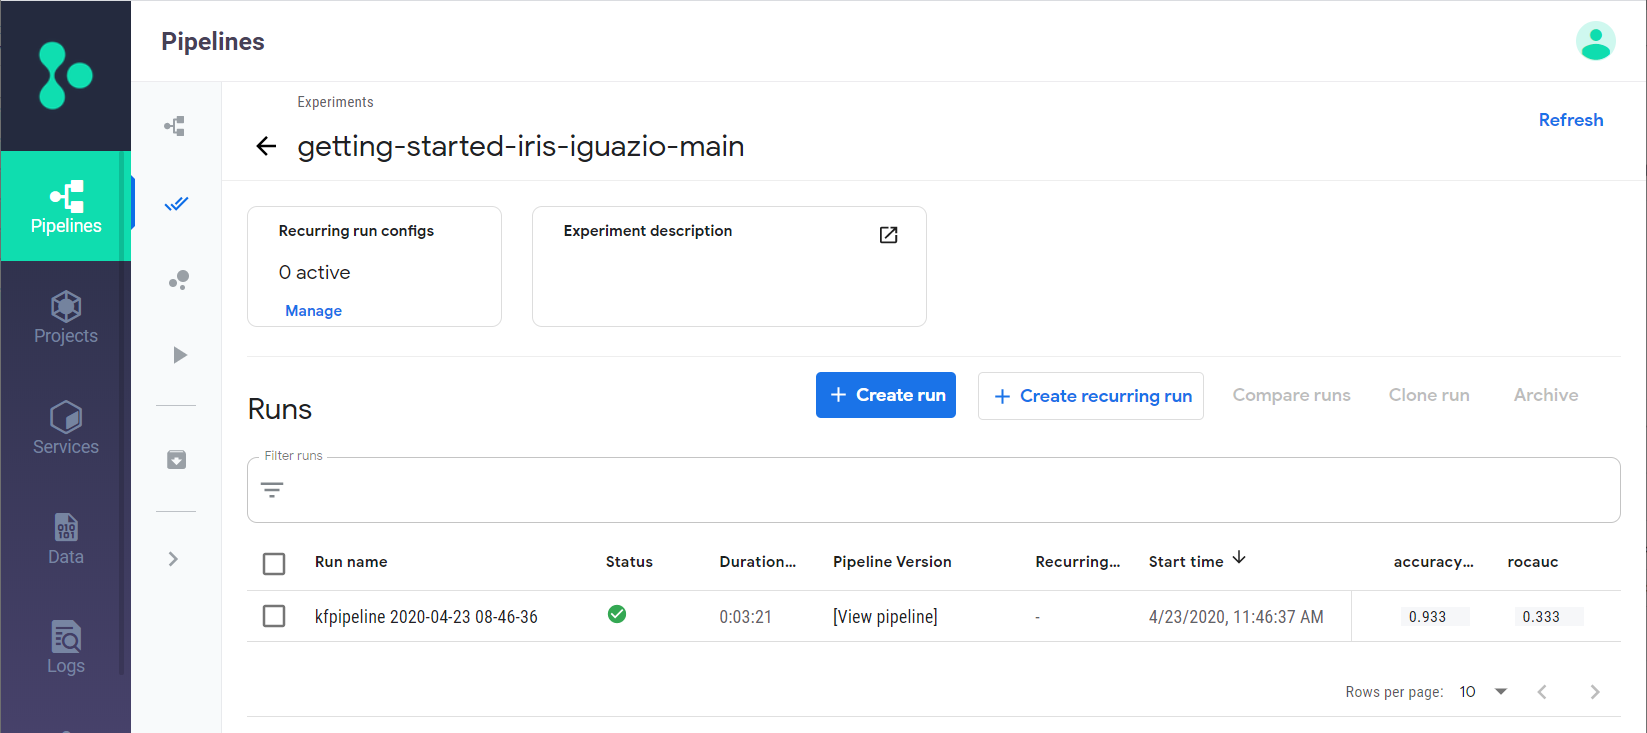 Pipelines
Experiments
getting-started-iris-iguazio-main
Refresh
Pipelines
Projects
Services
Data
Logs
Recurring run configs
0 active
Manage
Experiment description
Runs
Create run
Create recurring run
Compare runs
Clone run
Archive
Filter runs
Run name Status Duration... Pipeline Version Recurring... Start time accuracy... rocauc
kfpipeline 2020-04-23 08-46-36 0:03:21 [View pipeline] - 4/23/2020, 11:46:37 AM 0.933 0.333
Rows per page: 10